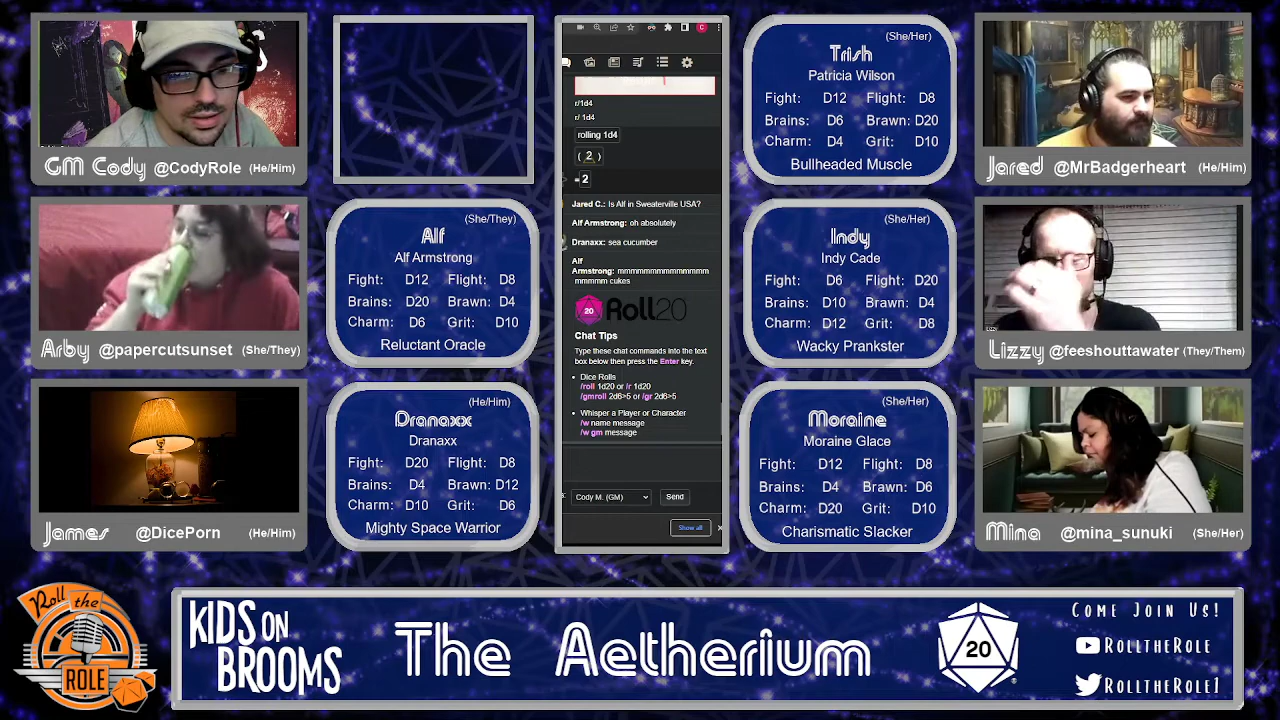 GM Cody @CodyRole (He/Him)
Arby @papercutsunset (She/They)
James @DicePorn (He/Him)
(She/They)
Alf
Alf Armstrong
Fight: D12 Flight: D8
Brains: D20 Brawn: D4
Charm: D6 Grit: D10
Reluctant Oracle
(He/Him)
Dranaxx
Dranaxx
Fight: D20 Flight: D8
Brains: D4 Brawn: D12
Charm: D10 Grit: D6
Mighty Space Warrior
C
r/1d4
r/ 1d4
rolling 1d4
( 2 )
=2
Jared C.: Is Alf in Sweaterville USA?
Alf Armstrong: oh absolutely
Dranaxx: sea cucumber
Alf
Armstrong: mmmmmmmmmmmmmmm
mmmmmm cukes
20 Roll20
Chat Tips
Type these chat commands into the text
box below then press the Enter key.
• Dice Rolls
/roll 1d20 or /r 1d20
/gmroll 2d6>5 or /gr 2d6>5
• Whisper a Player or Character
/w name message
/w gm message
Cody M. (GM) Send
Show all
(She/Her)
Trish
Patricia Wilson
Fight: D12 Flight: D8
Brains: D6 Brawn: D20
Charm: D4 Grit: D10
Bullheaded Muscle
(She/Her)
Indy
Indy Cade
Fight: D6 Flight: D20
Brains: D10 Brawn: D4
Charm: D12 Grit: D8
Wacky Prankster
(She/Her)
Moraine
Moraine Glace
Fight: D12 Flight: D8
Brains: D4 Brawn: D6
Charm: D20 Grit: D10
Charismatic Slacker
Jared @MrBadgerheart (He/Him)
Lizzy
Lizzy @feeshouttawater (They/Them)
Mina @mina_sunuki (She/Her)
Roll the
ROLE
KIDS ON
BROOMS
The Aetherium
20
COME JOIN US!
ROLLTHEROLE
ROLLTHEROLE1